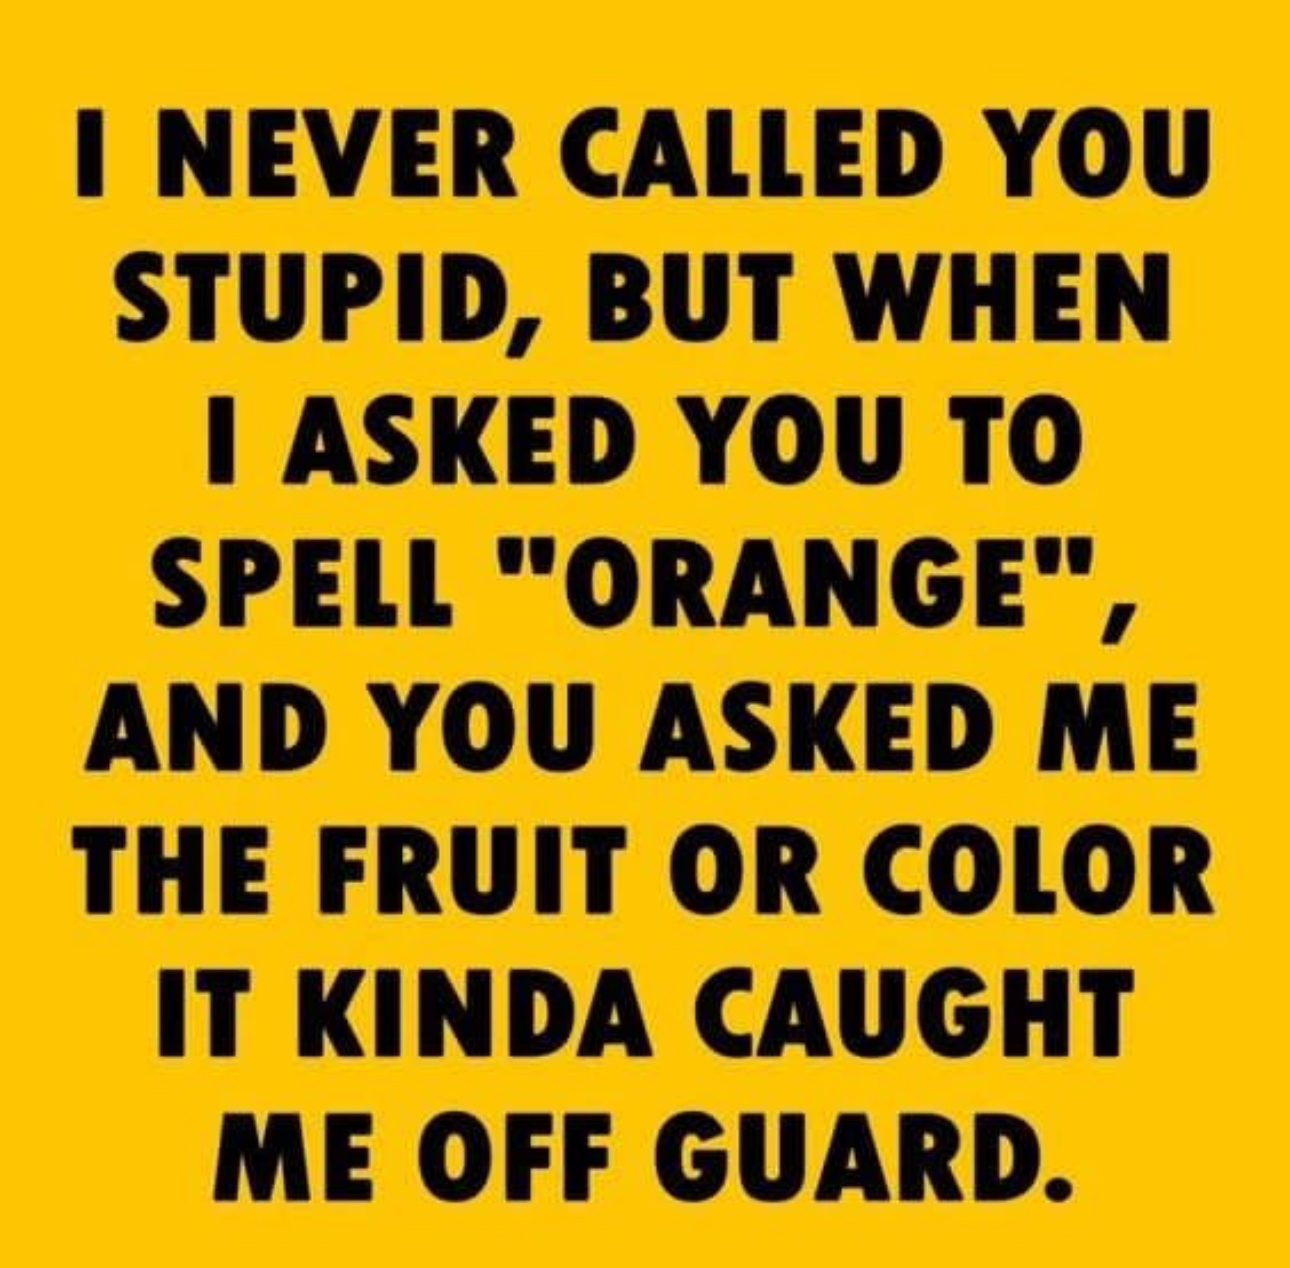 I NEVER CALLED YOU
STUPID, BUT WHEN
I ASKED YOU TO
SPELL "ORANGE",
AND YOU ASKED ME
THE FRUIT OR COLOR
IT KINDA CAUGHT
ME OFF GUARD.